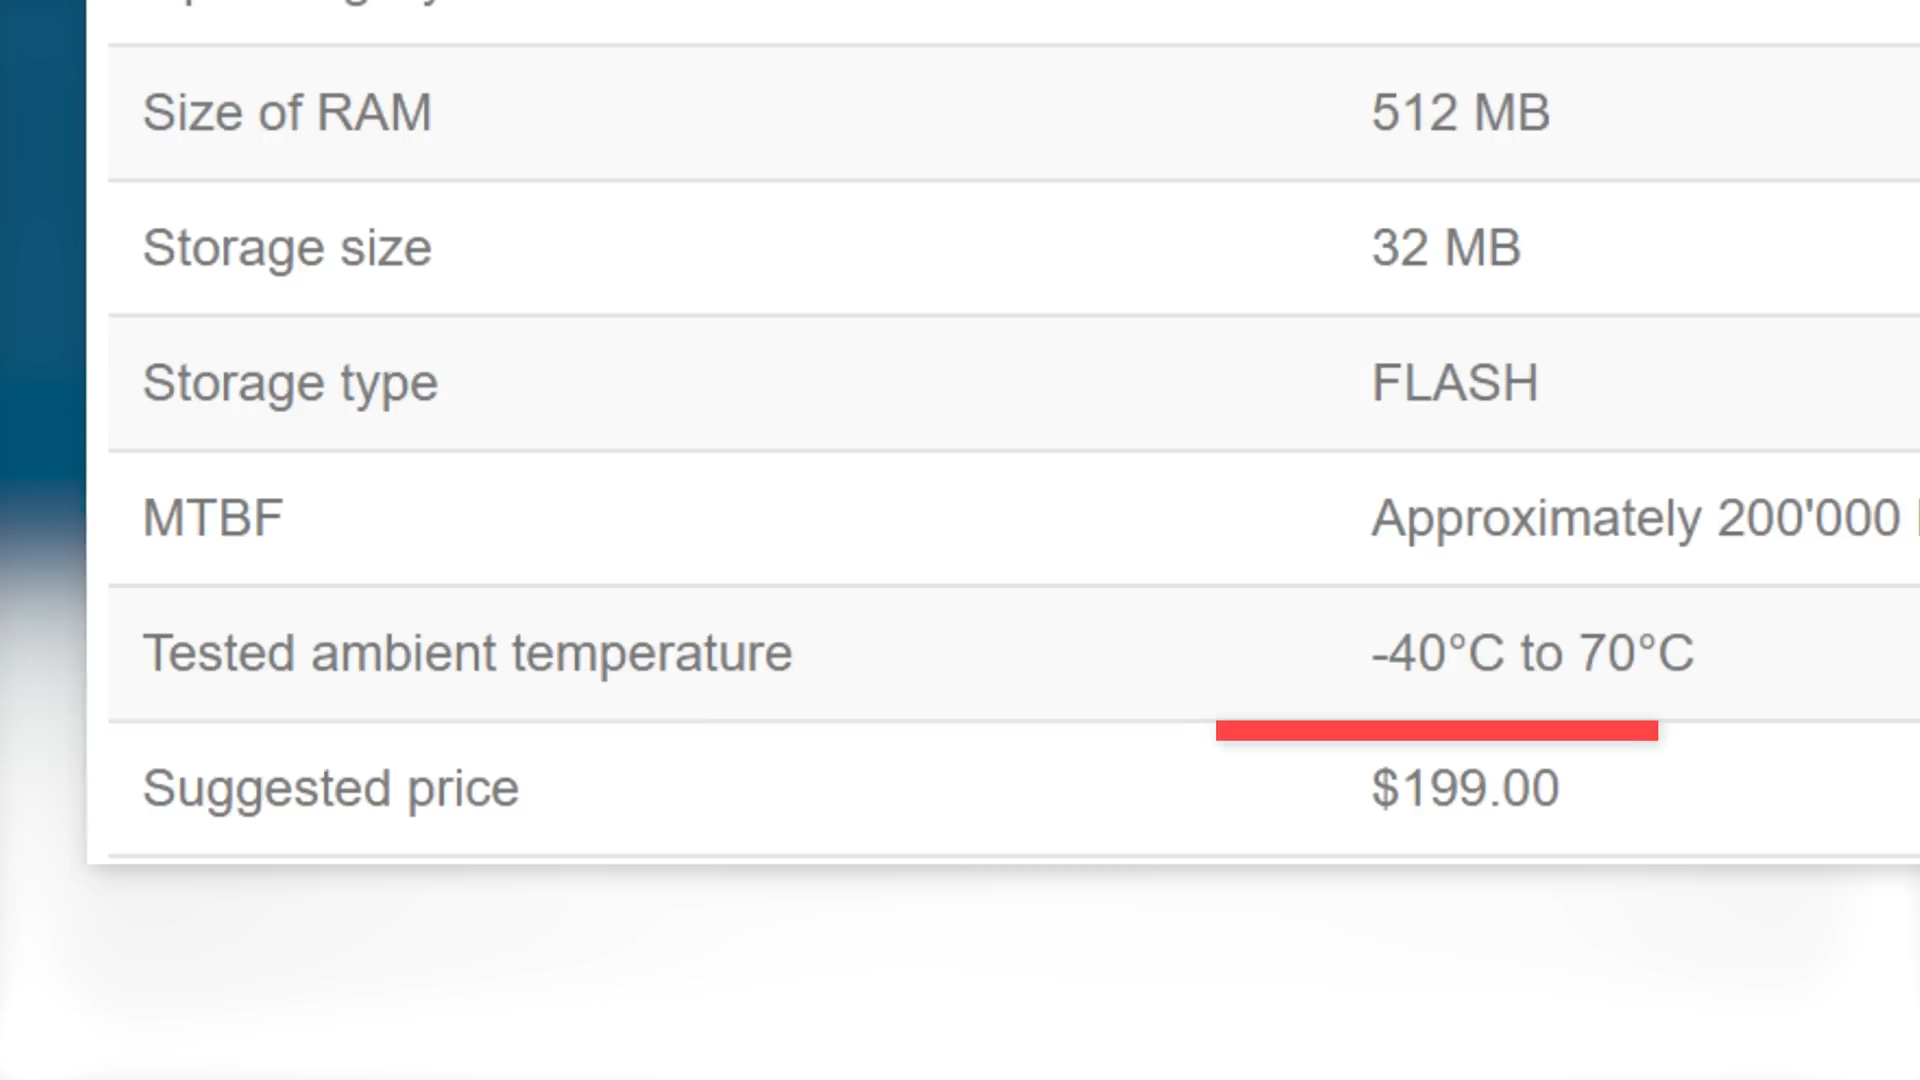 Size of RAM 512 MB
Storage size 32 MB
Storage type FLASH
MTBF Approximately 200'000
Tested ambient temperature -40°C to 70°C
Suggested price $199.00